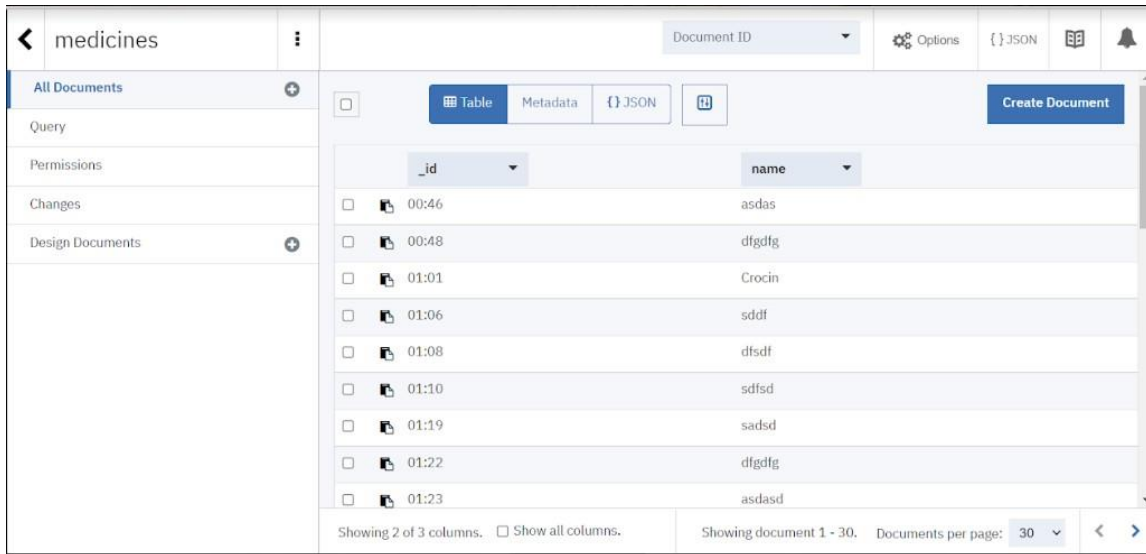 medicines
Document ID
Options
{ } JSON
All Documents
Query
Permissions
Changes
Design Documents
Table
Metadata
{ } JSON
Create Document
_id name
00:46 asdas
00:48 dfgdfg
01:01 Crocin
01:06 sddf
01:08 dfsdf
01:10 sdfsd
01:19 sadsd
01:22 dfgdfg
01:23 asdasd
Showing 2 of 3 columns. Show all columns. Showing document 1 - 30. Documents per page: 30